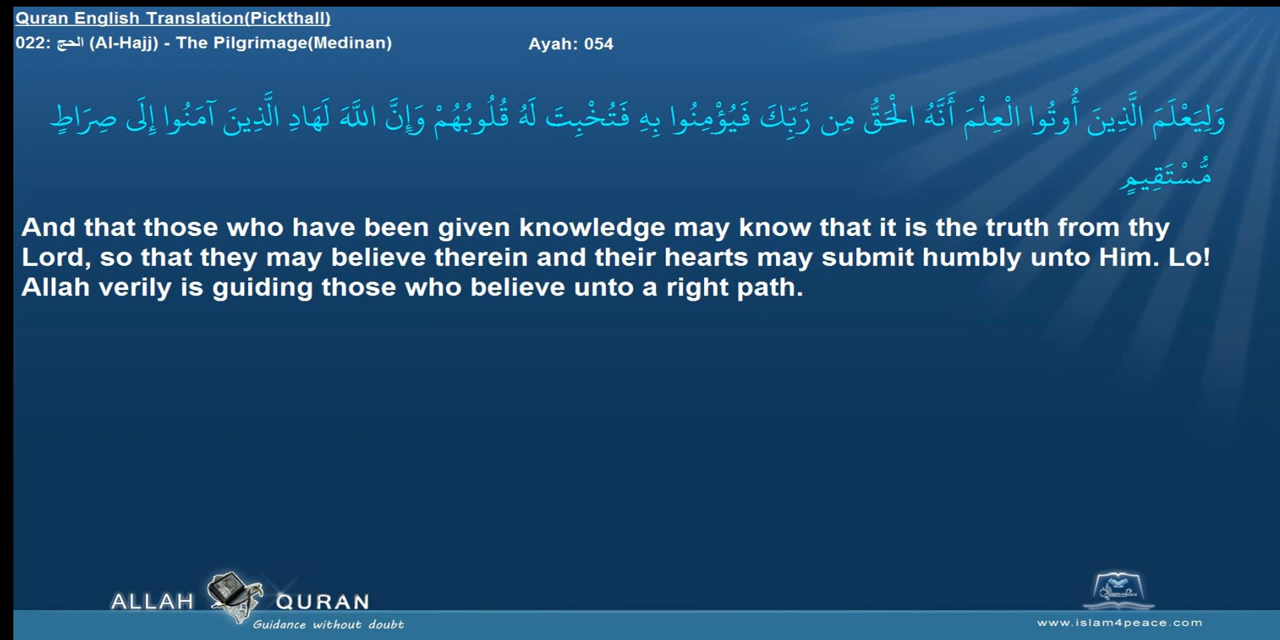 Quran English Translation(Pickthall)
022: الحج (Al-Hajj) - The Pilgrimage(Medinan) Ayah: 054
وَلِيَعْلَمَ الَّذِينَ أُوتُوا الْعِلْمَ أَنَّهُ الْحَقُّ مِن رَّبِّكَ فَيُؤْمِنُوا بِهِ فَتُخْبِتَ لَهُ قُلُوبُهُمْ وَإِنَّ اللَّهَ لَهَادِ الَّذِينَ آمَنُوا إِلَى صِرَاطٍ
مُّسْتَقِيمٍ
And that those who have been given knowledge may know that it is the truth from thy
Lord, so that they may believe therein and their hearts may submit humbly unto Him. Lo!
Allah verily is guiding those who believe unto a right path.
ALLAH QURAN
Guidance without doubt
www.islam4peace.com